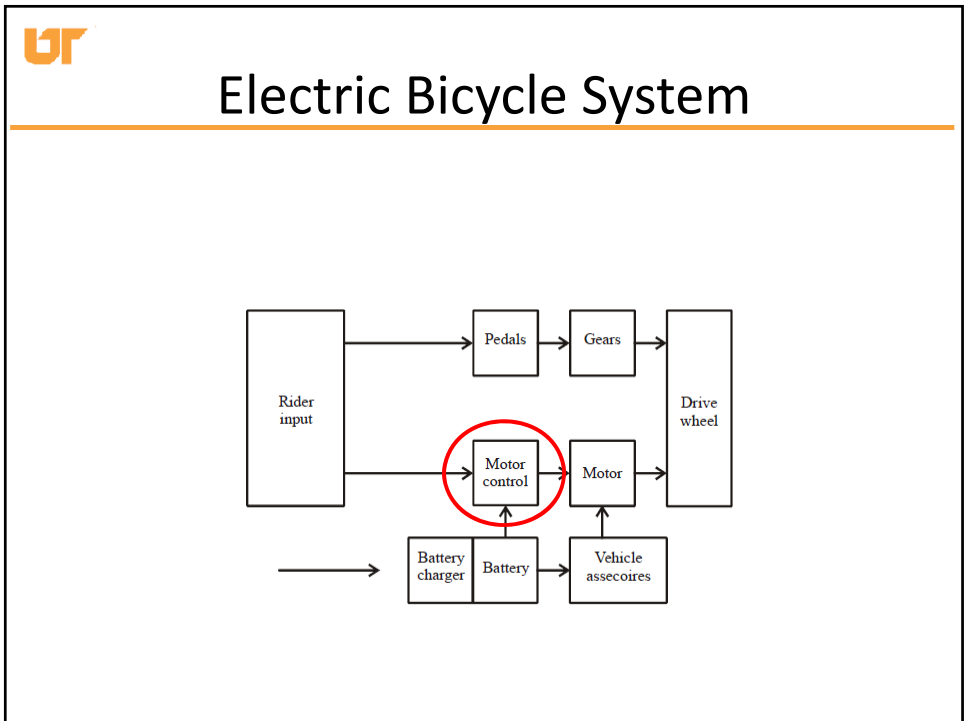 UT
Electric Bicycle System
Pedals
Gears
Rider
input
Drive
wheel
Motor
control
Motor
Battery
charger
Battery
Vehicle
assecoires